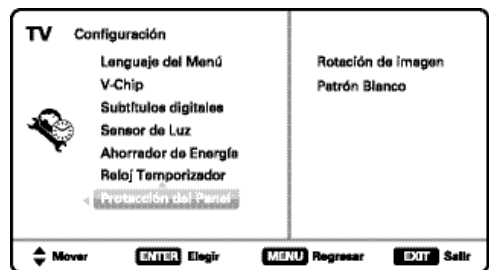 TV Configuración
Lenguaje del Menú
V-Chip
Subtítulos digitales
Sensor de Luz
Ahorrador de Energía
Reloj Temporizador
Protección del Panel
Rotación de imagen
Patrón Blanco
Mover ENTER Elegir MENU Regresar EXIT Salir